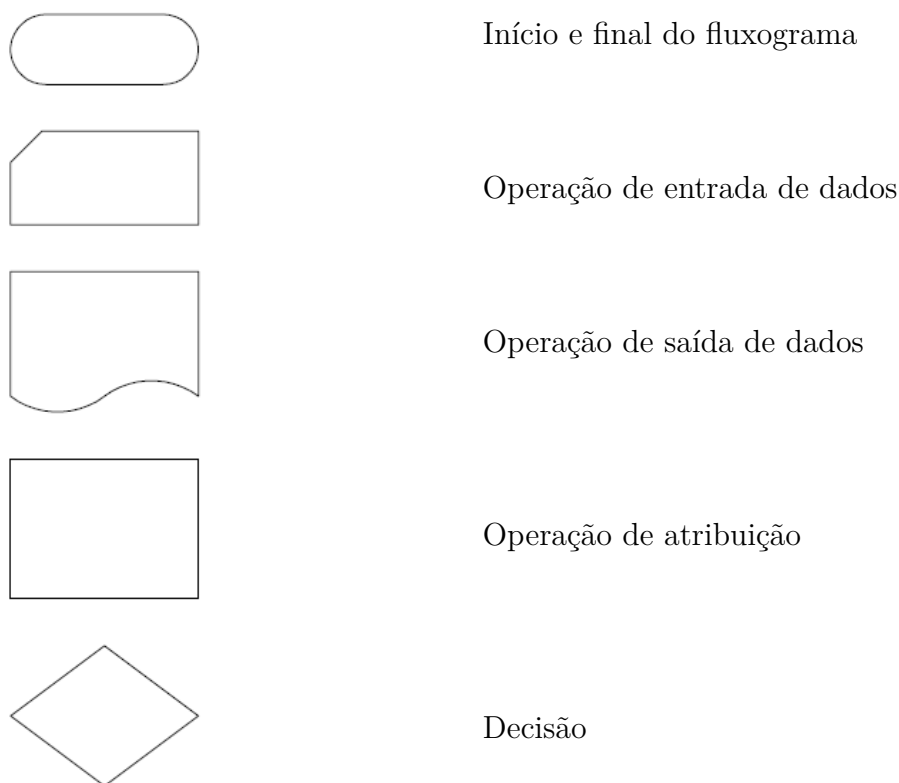 Início e final do fluxograma
Operação de entrada de dados
Operação de saída de dados
Operação de atribuição
Decisão